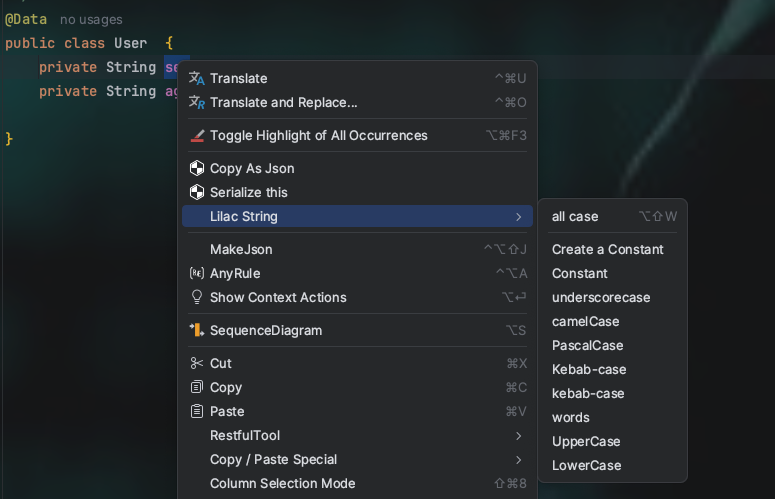 @Data no usages
public class User {
private String se
private String ag
}
Translate ⌃⌘U
Translate and Replace... ⌃⌘O
Toggle Highlight of All Occurrences ⌥⌘F3
Copy As Json
Serialize this
Lilac String
MakeJson ⌃⌥⇧J
AnyRule ⌃⌥A
Show Context Actions ⌥⏎
SequenceDiagram ⌥S
Cut ⌘X
Copy ⌘C
Paste ⌘V
RestfulTool
Copy / Paste Special
Column Selection Mode ⇧⌘8
all case ⌥⇧W
Create a Constant
Constant
underscorecase
camelCase
PascalCase
Kebab-case
kebab-case
words
UpperCase
LowerCase